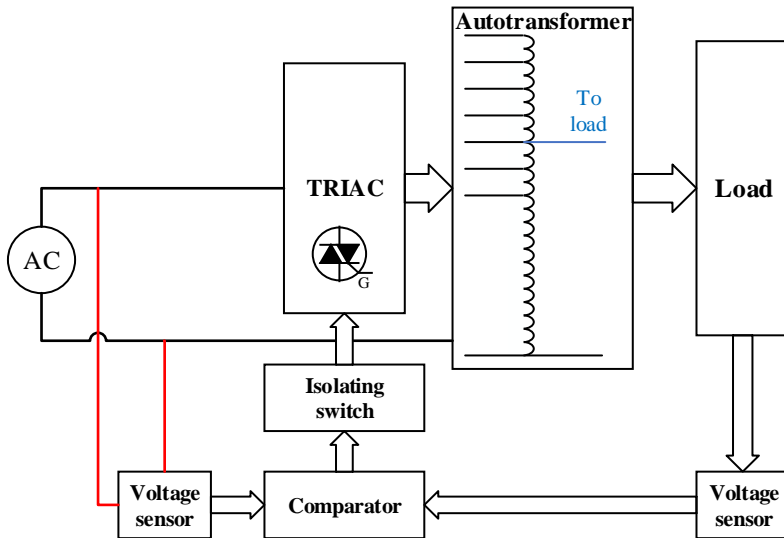 Autotransformer
To
load
TRIAC
G
AC
Load
Isolating
switch
Voltage
sensor
Comparator
Voltage
sensor